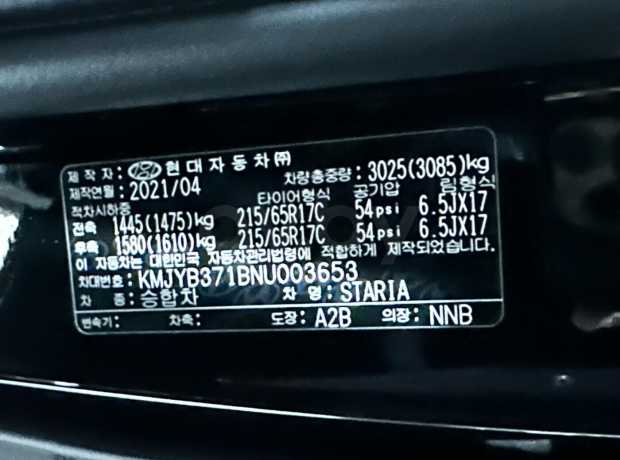 제작자: 현대자동차㈜ 차량총중량: 3025(3085)kg
제작연월: 2021/04
적차시하중 타이어형식 공기압 림형식
전축 1445(1475)kg 215/65R17C 54psi 6.5JX17
후축 1580(1610)kg 215/65R17C 54psi 6.5JX17
이 자동차는 대한민국 자동차관리법령에 적합하게 제작되었습니다.
차대번호: KMJYB371BNU003653
차 종: 승합차 차 명: STARIA
변속기: 차축: 도장: A2B 의장: NNB